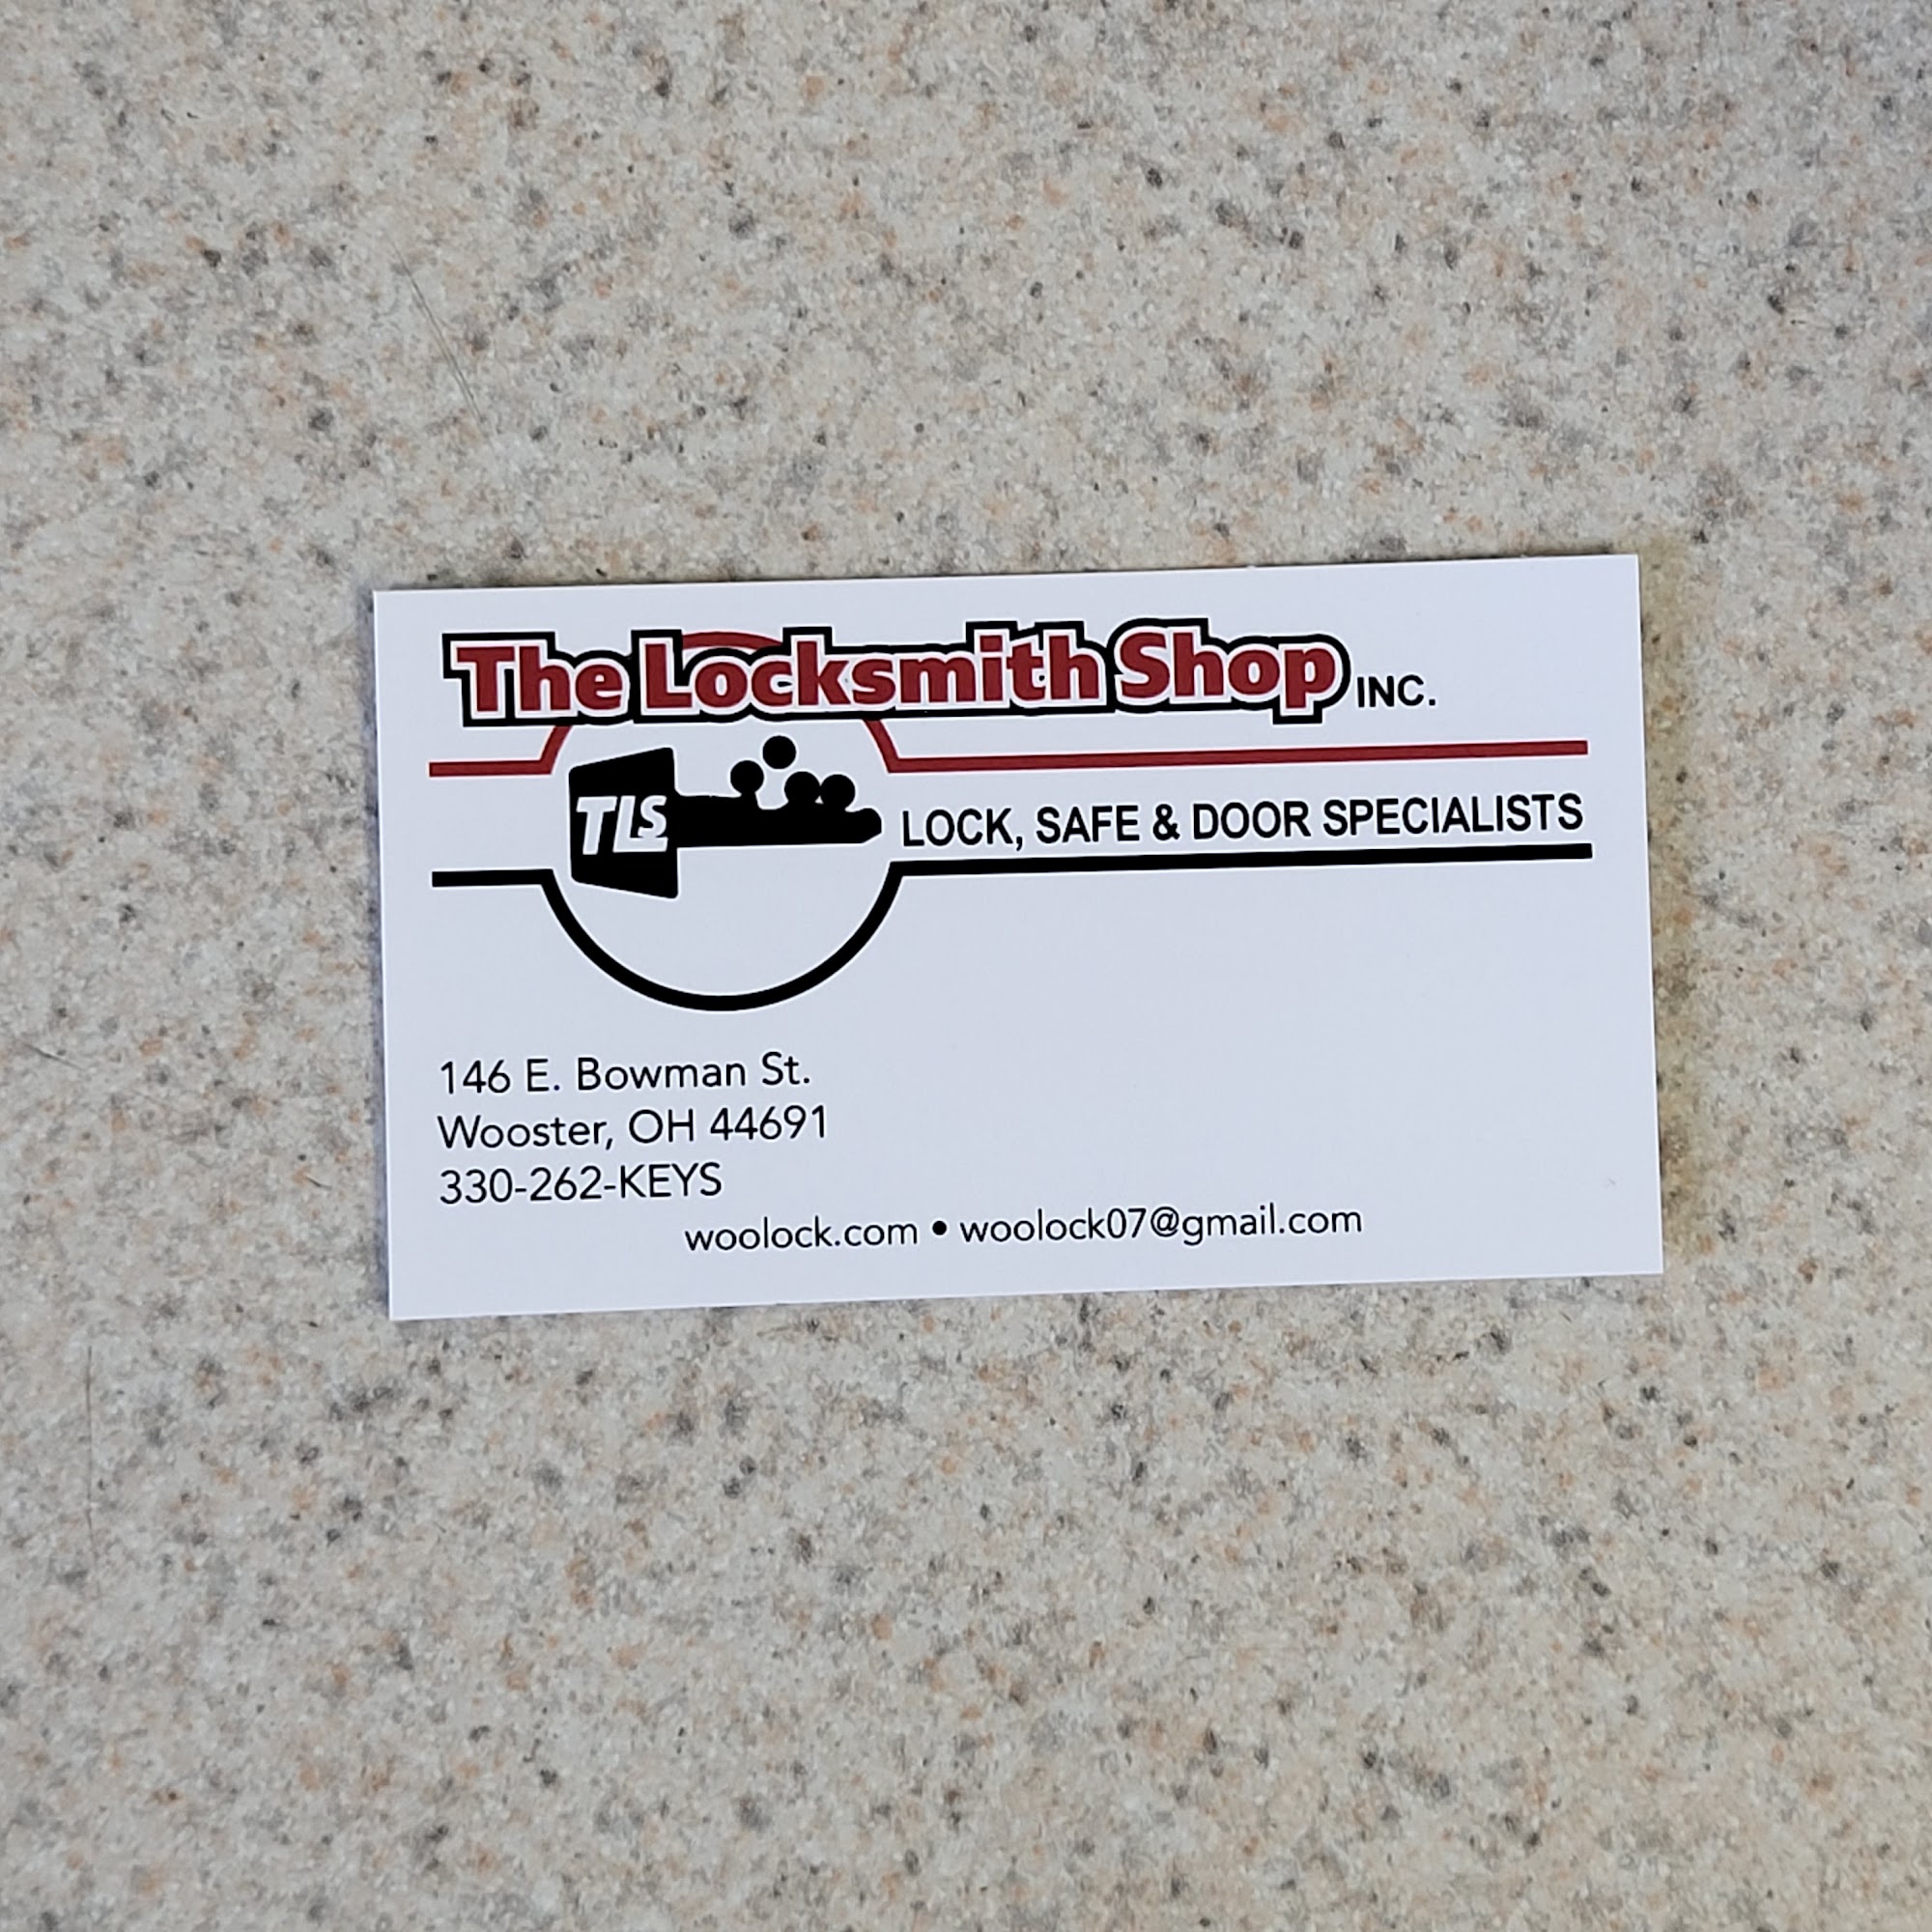 The Locksmith Shop INC.
TLS
LOCK, SAFE & DOOR SPECIALISTS
146 E. Bowman St.
Wooster, OH 44691
330-262-KEYS
woolock.com • woolock07@gmail.com